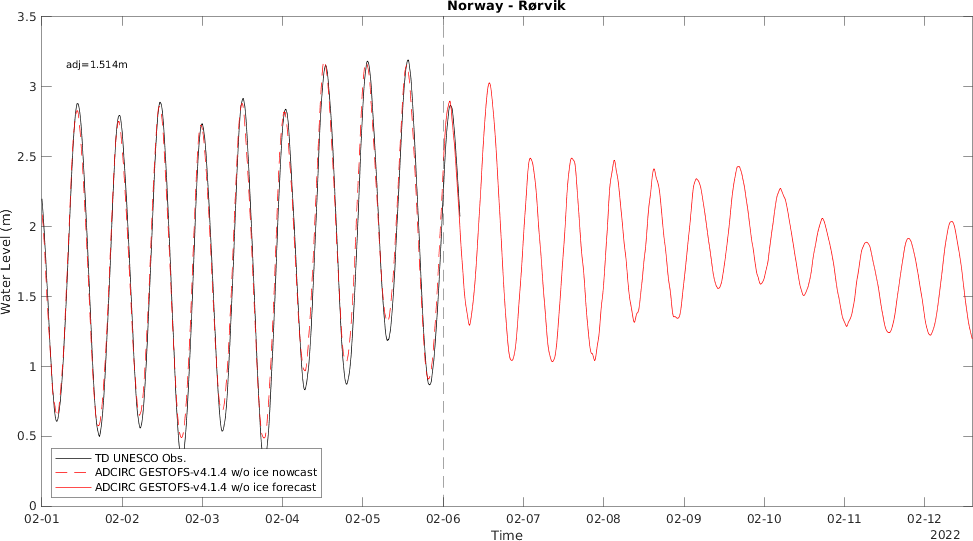 Norway - Rørvik
3.5
adj=1.514m
3
2.5
2
Water Level (m)
1.5
1
0.5
TD UNESCO Obs.
ADCIRC GESTOFS-v4.1.4 w/o ice nowcast
ADCIRC GESTOFS-v4.1.4 w/o ice forecast
0
02-01 02-02 02-03 02-04 02-05 02-06 02-07 02-08 02-09 02-10 02-11 02-12
Time
2022